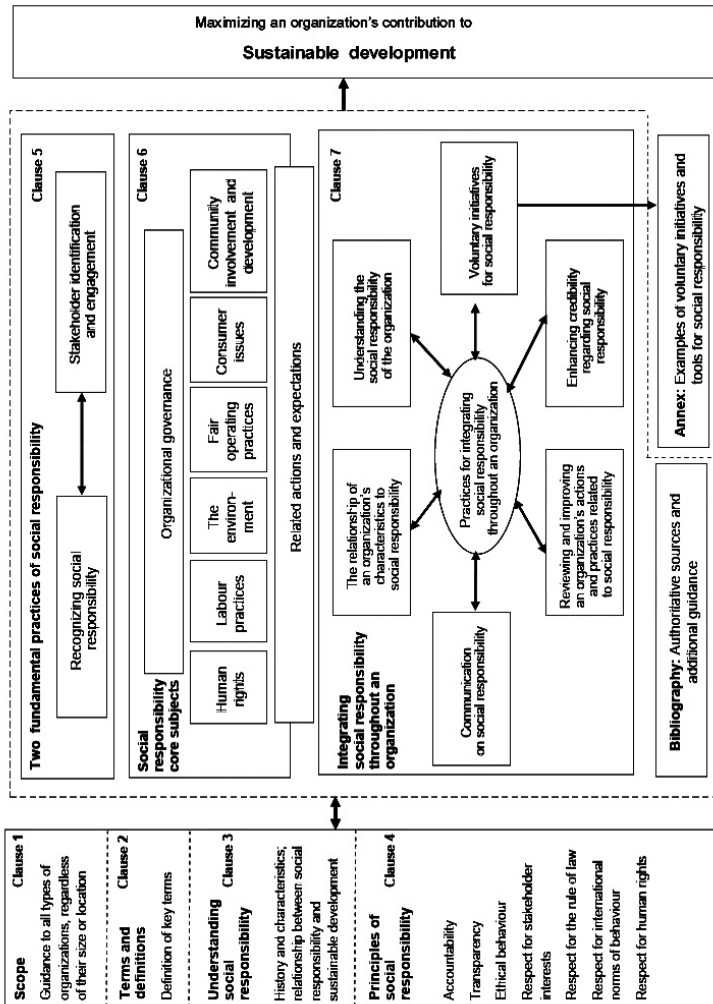 Scope
Clause 1
Guidance to all types of
organizations, regardless
of their size or location
Terms and
definitions
Clause 2
Definition of key terms
Understanding
social
responsibility
Clause 3
History and characteristics;
relationship between social
responsibility and
sustainable development
Principles of
social
responsibility
Clause 4
Accountability
Transparency
Ethical behaviour
Respect for stakeholder
interests
Respect for the rule of law
Respect for international
norms of behaviour
Respect for human rights
Two fundamental practices of social responsibility
Clause 5
Recognizing social
responsibility
Stakeholder identification
and engagement
Social
responsibility
core subjects
Clause 6
Organizational governance
Human
rights
Labour
practices
The
environ-
ment
Fair
operating
practices
Consumer
issues
Community
involvement and
development
Related actions and expectations
Integrating
social responsibility
throughout an
organization
Clause 7
The relationship of
an organization's
characteristics to
social responsibility
Understanding the
social responsibility
of the organization
Communication
on social responsibility
Practices for integrating
social responsibility
throughout an organization
Voluntary initiatives
for social responsibility
Reviewing and improving
an organization's actions
and practices related
to social responsibility
Enhancing credibility
regarding social
responsibility
Bibliography: Authoritative sources and
additional guidance
Annex: Examples of voluntary initiatives and
tools for social responsibility
Maximizing an organization's contribution to
Sustainable development